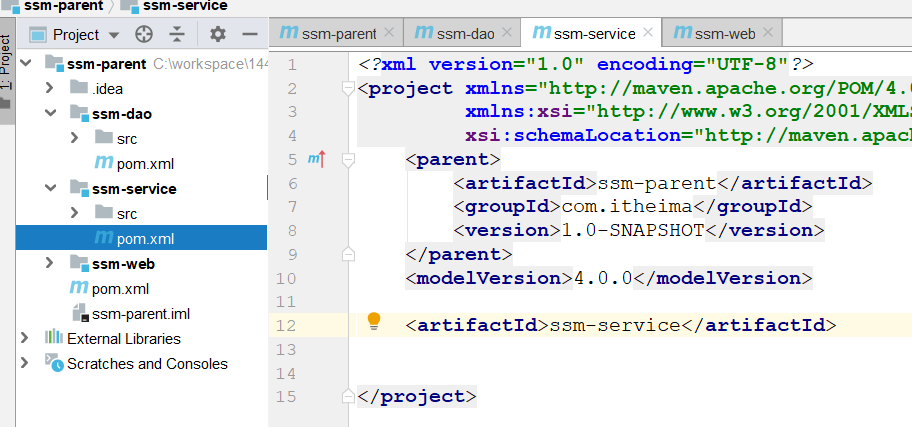 ssm-parent ssm-service
1: Project
Project
ssm-parent C:\workspace\144
.idea
ssm-dao
src
pom.xml
ssm-service
src
pom.xml
ssm-web
pom.xml
ssm-parent.iml
External Libraries
Scratches and Consoles
ssm-parent ssm-dao ssm-service ssm-web
1 <?xml version="1.0" encoding="UTF-8"?>
2 <project xmlns="http://maven.apache.org/POM/4.0
3 xmlns:xsi="http://www.w3.org/2001/XMLS
4 xsi:schemaLocation="http://maven.apach
5 <parent>
6 <artifactId>ssm-parent</artifactId>
7 <groupId>com.itheima</groupId>
8 <version>1.0-SNAPSHOT</version>
9 </parent>
10 <modelVersion>4.0.0</modelVersion>
11
12 <artifactId>ssm-service</artifactId>
13
14
15 </project>